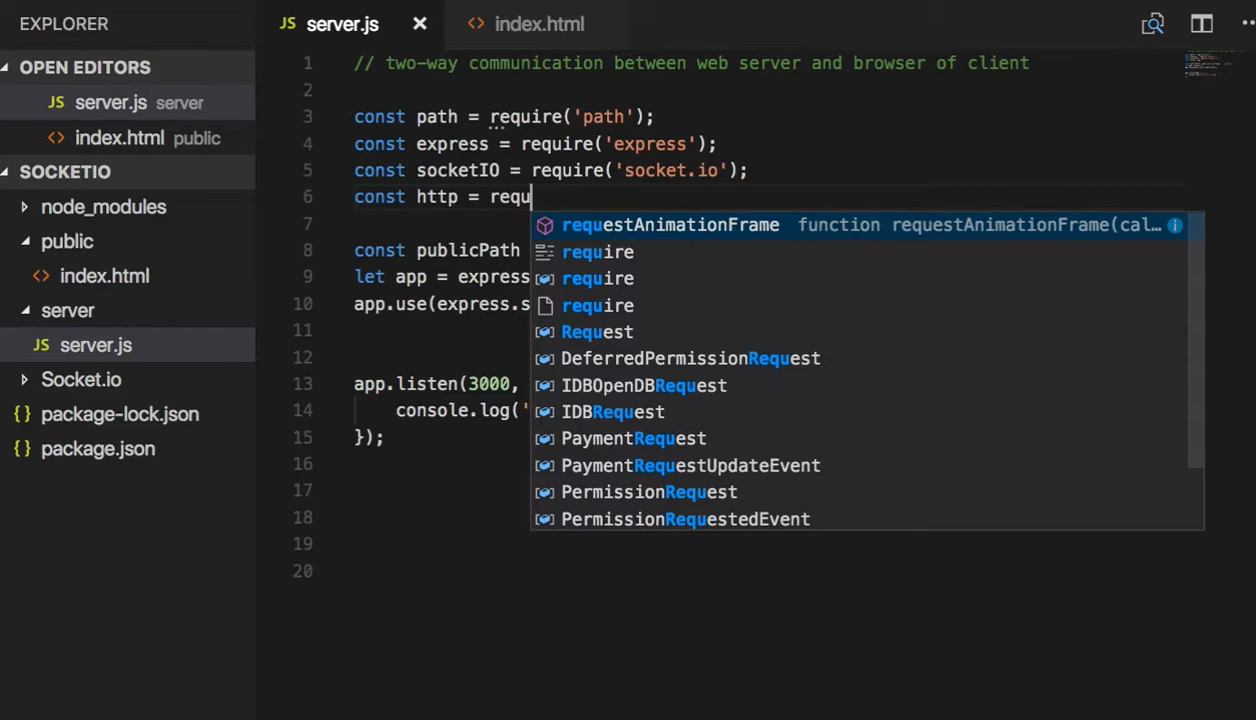 EXPLORER
OPEN EDITORS
JS server.js server
<> index.html public
SOCKETIO
node_modules
public
<> index.html
server
JS server.js
Socket.io
{} package-lock.json
{} package.json
JS server.js ×
<> index.html
1 // two-way communication between web server and browser of client
2
3 const path = require('path');
4 const express = require('express');
5 const socketIO = require('socket.io');
6 const http = requ
7
8 const publicPath
9 let app = express
10 app.use(express.s
11
12
13 app.listen(3000,
14 console.log('
15 });
16
17
18
19
20
requestAnimationFrame function requestAnimationFrame(cal…
require
require
require
Request
DeferredPermissionRequest
IDBOpenDBRequest
IDBRequest
PaymentRequest
PaymentRequestUpdateEvent
PermissionRequest
PermissionRequestedEvent